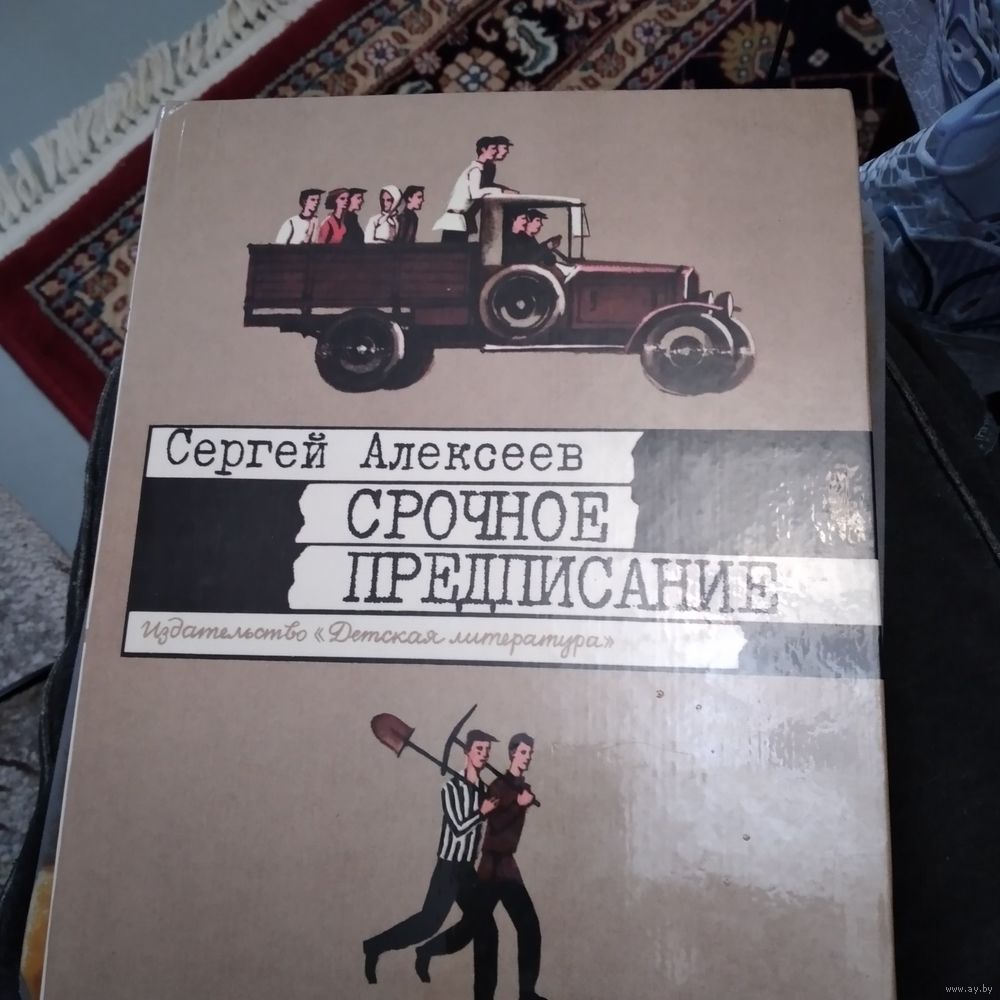 Сергей Алексеев
СРОЧНОЕ
ПРЕДПИСАНИЕ
Издательство «Детская литература»
www.ay.by